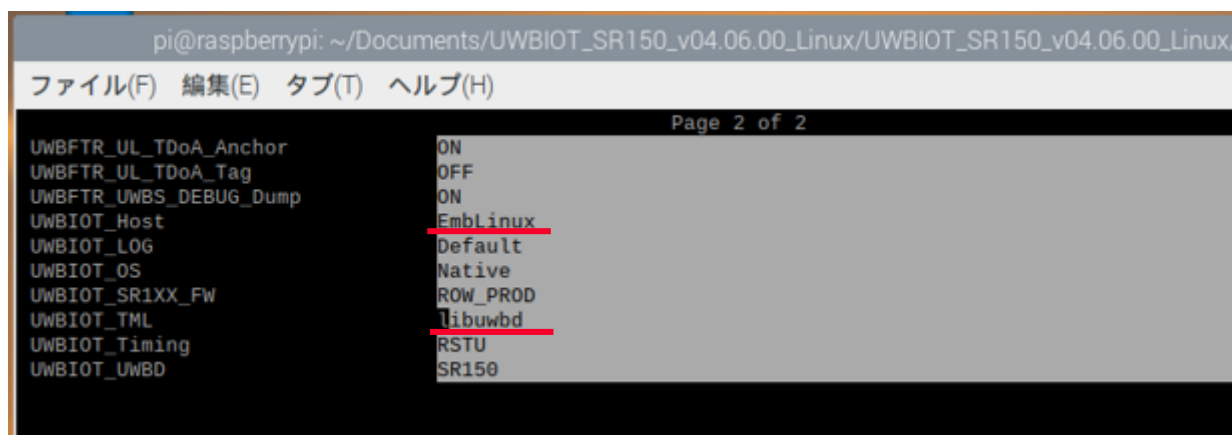 pi@raspberrypi: ~/Documents/UWBIOT_SR150_v04.06.00_Linux/UWBIOT_SR150_v04.06.00_Linux/
ファイル(F) 編集(E) タブ(T) ヘルプ(H)
Page 2 of 2
UWBFTR_UL_TDoA_Anchor ON
UWBFTR_UL_TDoA_Tag OFF
UWBFTR_UWBS_DEBUG_Dump ON
UWBIOT_Host EmbLinux
UWBIOT_LOG Default
UWBIOT_OS Native
UWBIOT_SR1XX_FW ROW_PROD
UWBIOT_TML libuwbd
UWBIOT_Timing RSTU
UWBIOT_UWBD SR150